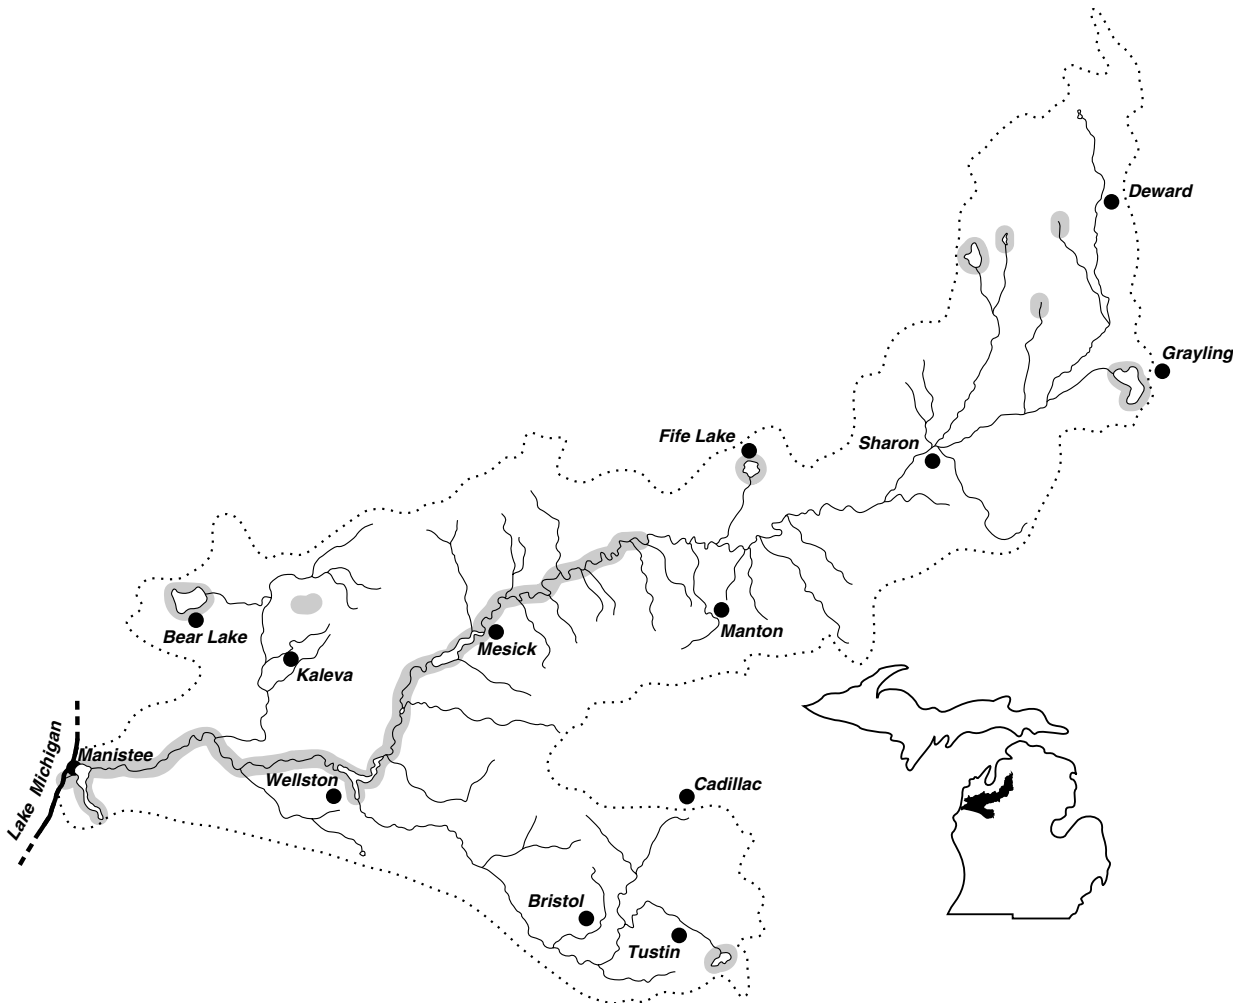 Deward
Grayling
Fife Lake
Sharon
Manton
Bear Lake
Mesick
Kaleva
Lake Michigan
Manistee
Wellston
Cadillac
Bristol
Tustin